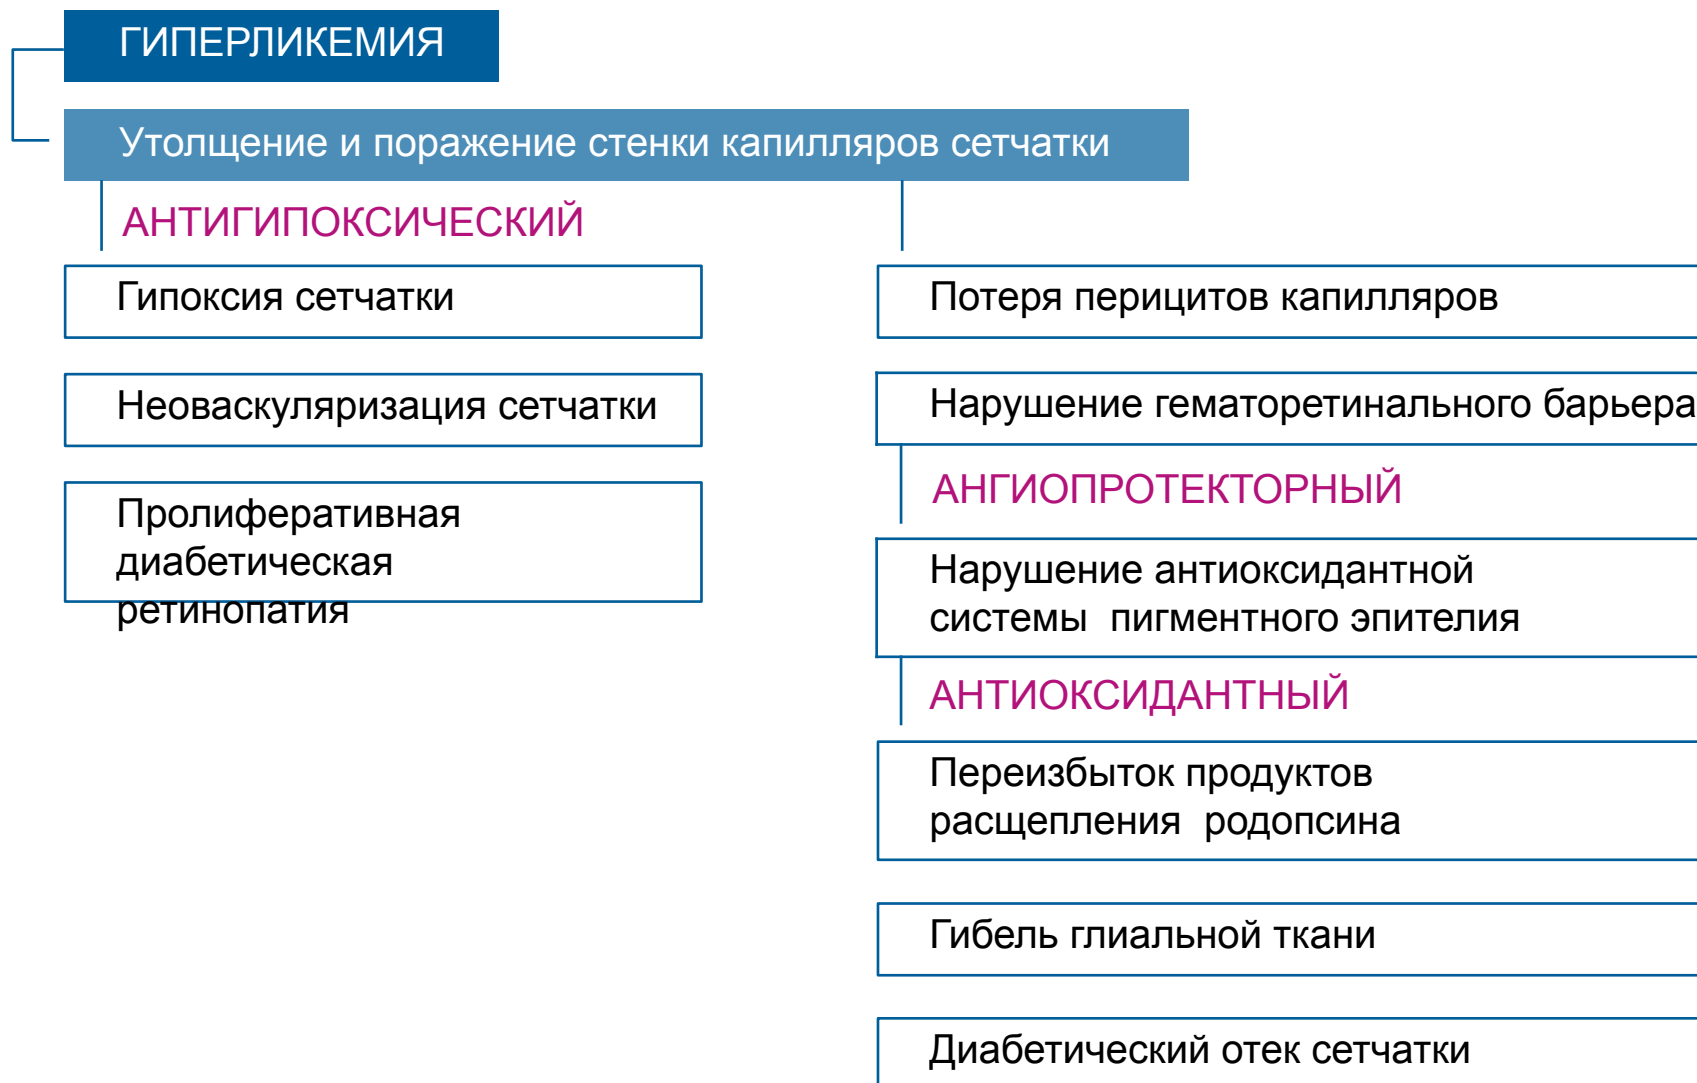 ГИПЕРЛИКЕМИЯ
Утолщение и поражение стенки капилляров сетчатки
АНТИГИПОКСИЧЕСКИЙ
Гипоксия сетчатки
Неоваскуляризация сетчатки
Пролиферативная
диабетическая
ретинопатия
Потеря перицитов капилляров
Нарушение гематоретинального барьера
АНГИОПРОТЕКТОРНЫЙ
Нарушение антиоксидантной
системы  пигментного эпителия
АНТИОКСИДАНТНЫЙ
Переизбыток продуктов
расщепления  родопсина
Гибель глиальной ткани
Диабетический отек сетчатки